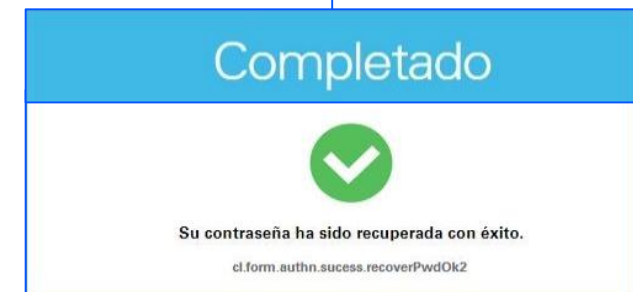 Completado
Su contraseña ha sido recuperada con éxito.
cl.form.authn.sucess.recoverPwdOk2